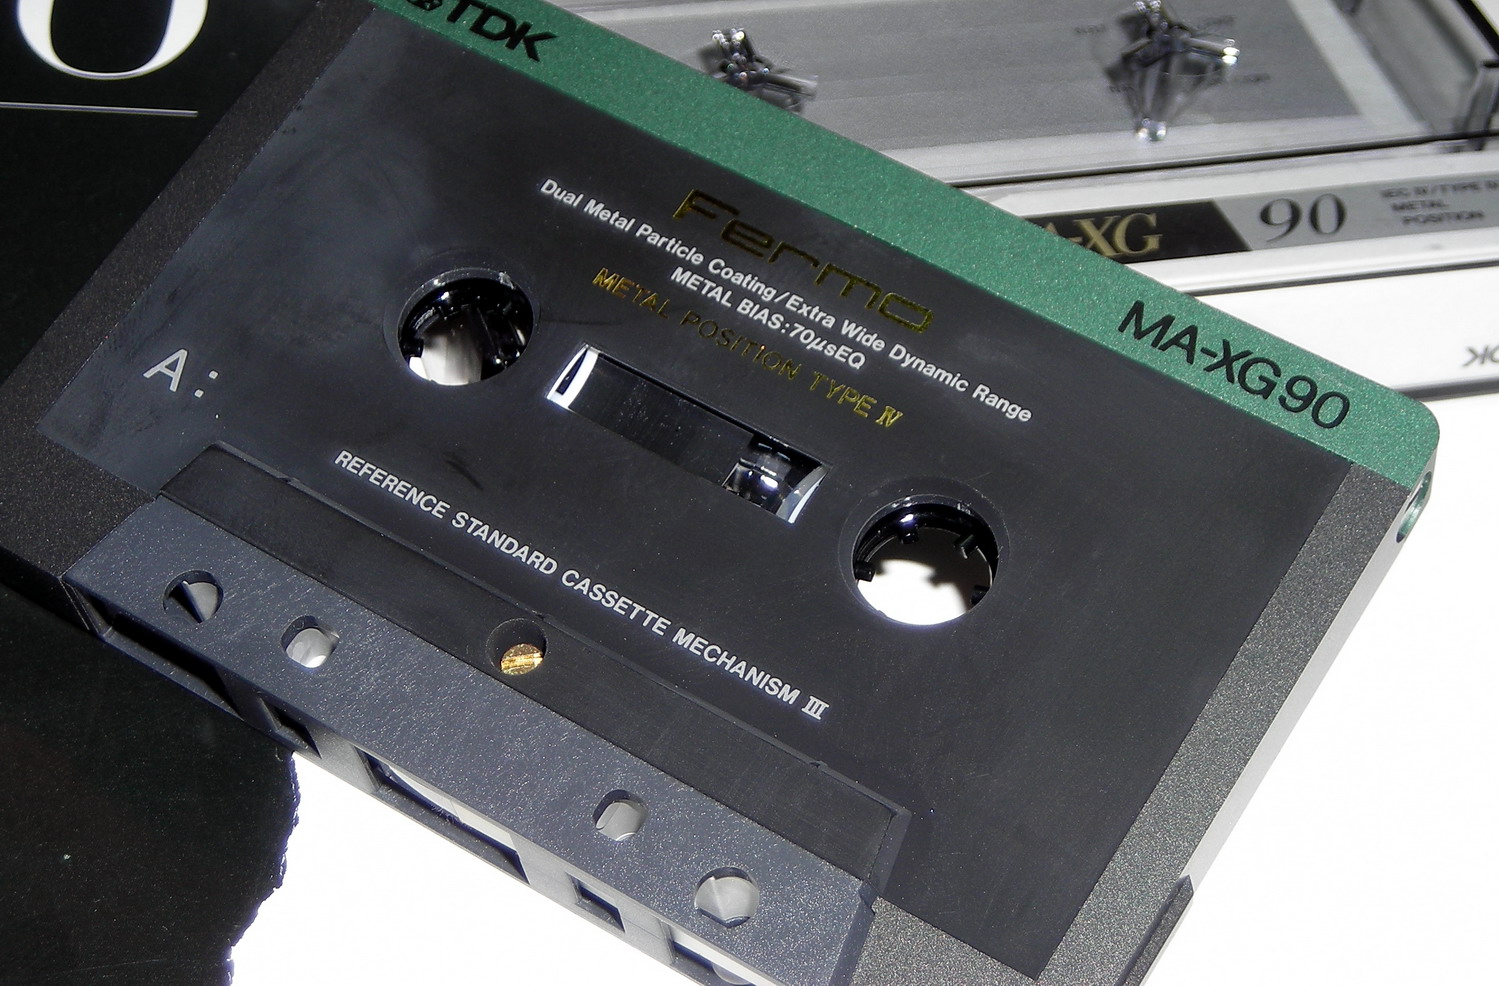 O
TDK
MA-XG90
Fermo
Dual Metal Particle Coating/Extra Wide Dynamic Range
METAL BIAS:70µsEQ
METAL POSITION TYPE IV
A:
REFERENCE STANDARD CASSETTE MECHANISM III
-XG
90
METAL
POSITION